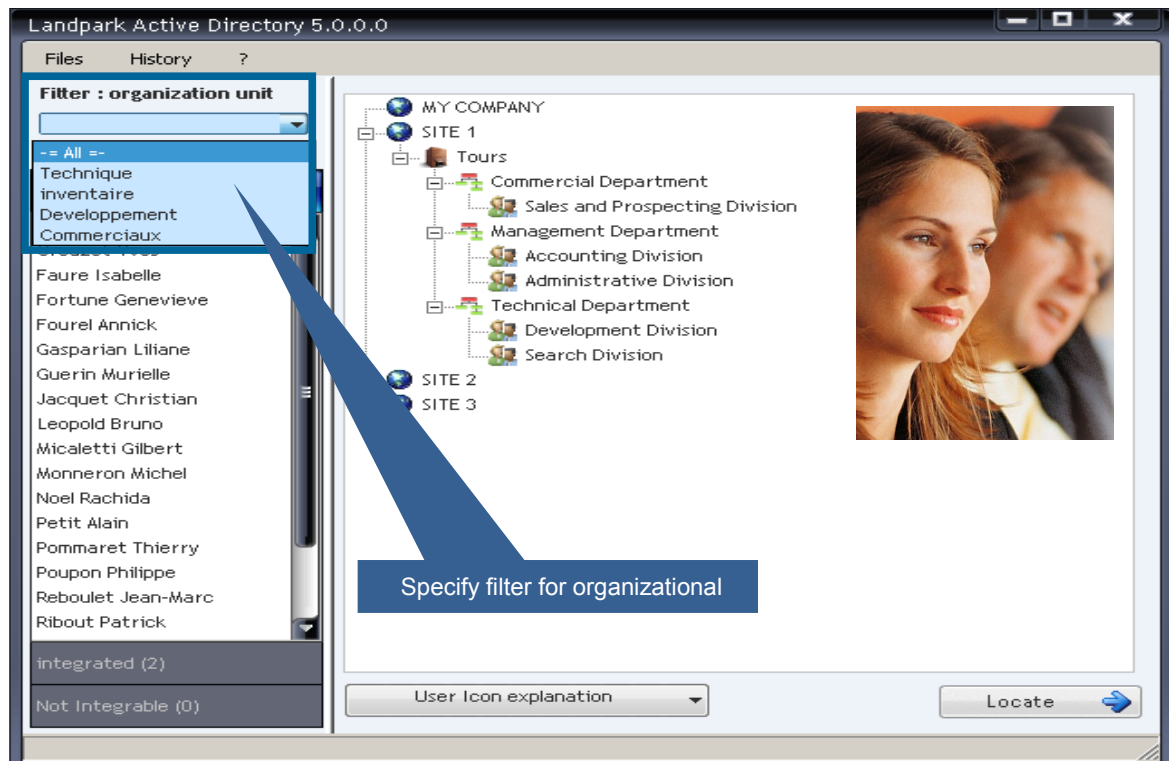 Landpark Active Directory 5.0.0.0
Files History ?
Filter : organization unit
-= All =-
Technique
inventaire
Developpement
Commerciaux
Faure Isabelle
Fortune Genevieve
Fourel Annick
Gasparian Liliane
Guerin Murielle
Jacquet Christian
Leopold Bruno
Micaletti Gilbert
Monneron Michel
Noel Rachida
Petit Alain
Pommaret Thierry
Poupon Philippe
Reboulet Jean-Marc
Ribout Patrick
integrated (2)
Not Integrable (0)
MY COMPANY
SITE 1
Tours
Commercial Department
Sales and Prospecting Division
Management Department
Accounting Division
Administrative Division
Technical Department
Development Division
Search Division
SITE 2
SITE 3
Specify filter for organizational
User Icon explanation
Locate